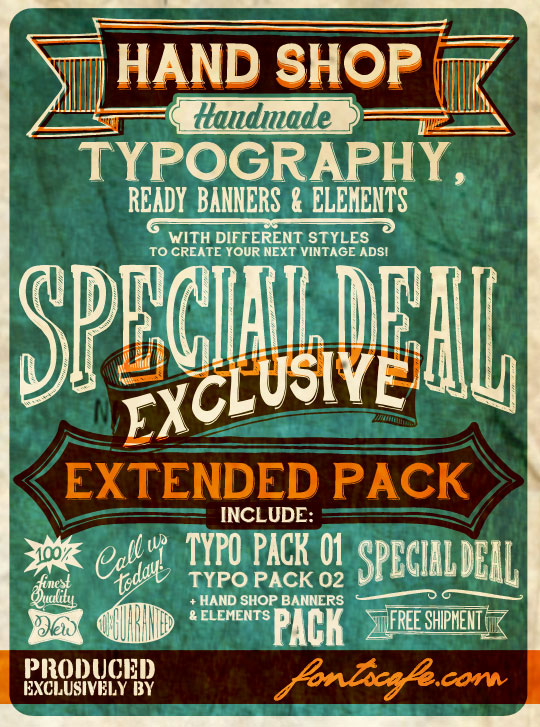 HAND SHOP
Handmade
TYPOGRAPHY,
READY BANNERS & ELEMENTS
WITH DIFFERENT STYLES
TO CREATE YOUR NEXT VINTAGE ADS!
SPECIAL DEAL
EXCLUSIVE
EXTENDED PACK
INCLUDE:
100%
finest
Quality
New
Call us
today!
100% GUARANTEED
TYPO PACK 01
TYPO PACK 02
+ HAND SHOP BANNERS
& ELEMENTS PACK
SPECIAL DEAL
FREE SHIPMENT
PRODUCED
EXCLUSIVELY BY
fontscafe.com